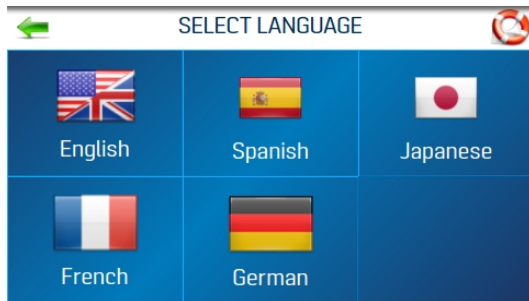 SELECT LANGUAGE
English
Spanish
Japanese
French
German